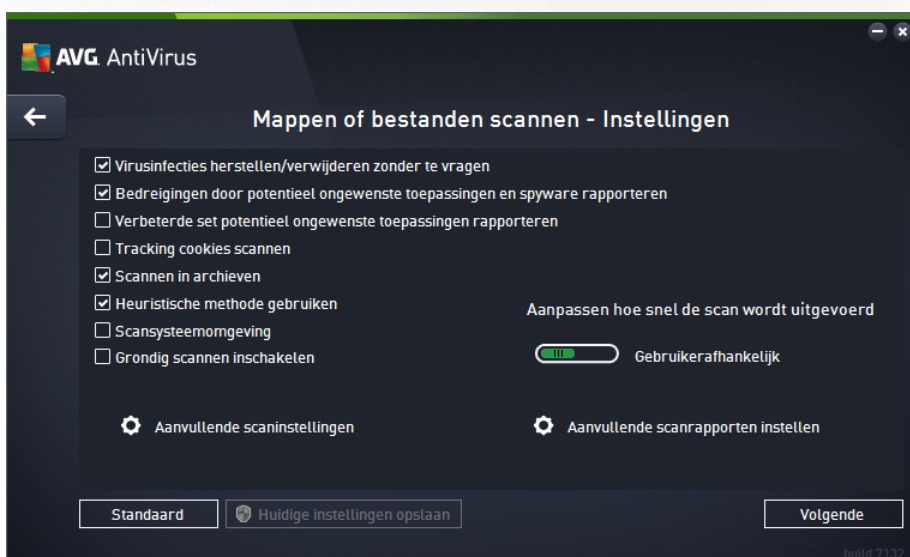 AVG. AntiVirus
Mappen of bestanden scannen - Instellingen
Virusinfecties herstellen/verwijderen zonder te vragen
Bedreigingen door potentieel ongewenste toepassingen en spyware rapporteren
Verbeterde set potentieel ongewenste toepassingen rapporteren
Tracking cookies scannen
Scannen in archieven
Heuristische methode gebruiken
Scansysteemomgeving
Grondig scannen inschakelen
Aanpassen hoe snel de scan wordt uitgevoerd
Gebruikerafhankelijk
Aanvullende scaninstellingen
Aanvullende scanrapporten instellen
Standaard
Huidige instellingen opslaan
Volgende
build 7132